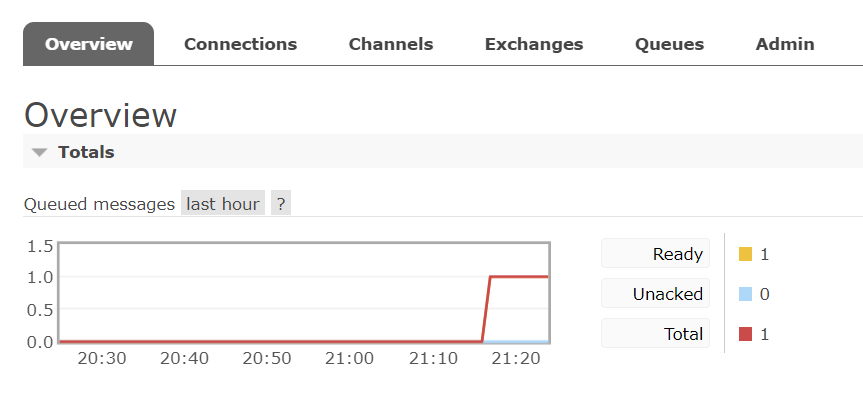 Overview Connections Channels Exchanges Queues Admin
Overview
Totals
Queued messages last hour ?
1.5
1.0
0.5
0.0
20:30 20:40 20:50 21:00 21:10 21:20
Ready 1
Unacked 0
Total 1